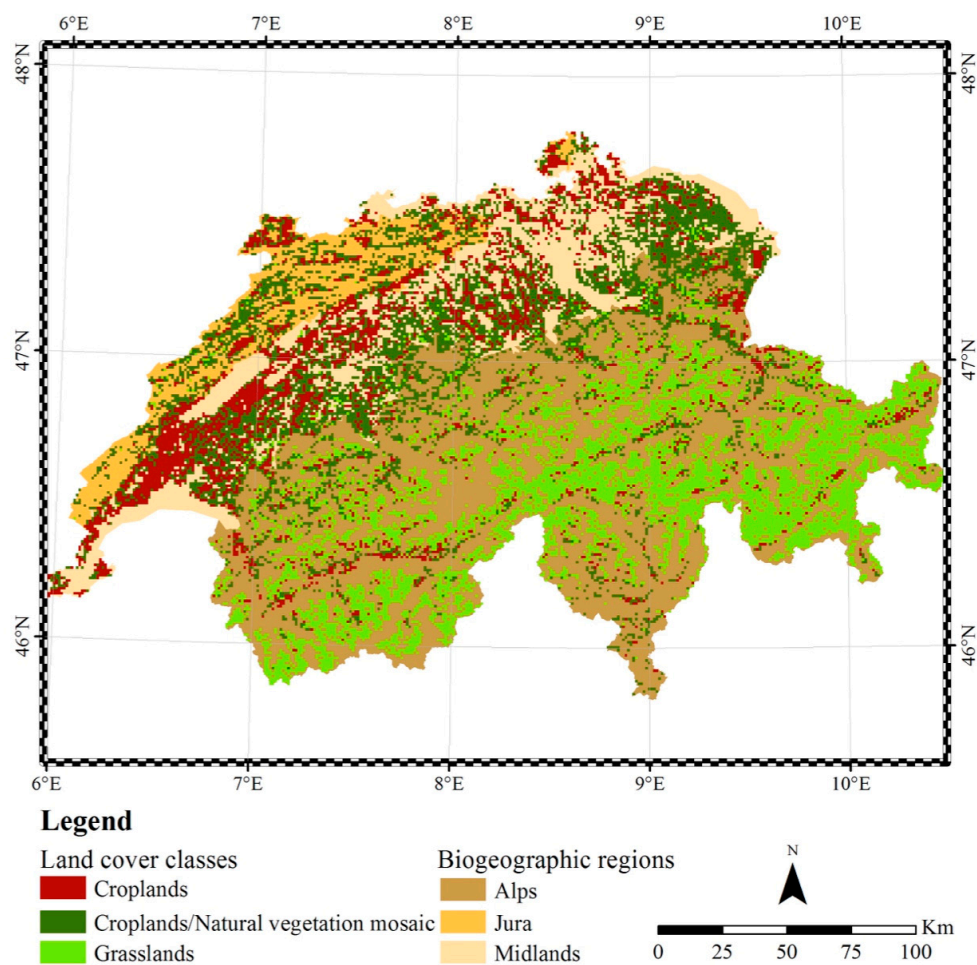 6°E 7°E 8°E 9°E 10°E
48°N 48°N
47°N 47°N
46°N 46°N
6°E 7°E 8°E 9°E 10°E
Legend
Land cover classes
Croplands
Croplands/Natural vegetation mosaic
Grasslands
Biogeographic regions
Alps
Jura
Midlands
N
Km
0 25 50 75 100